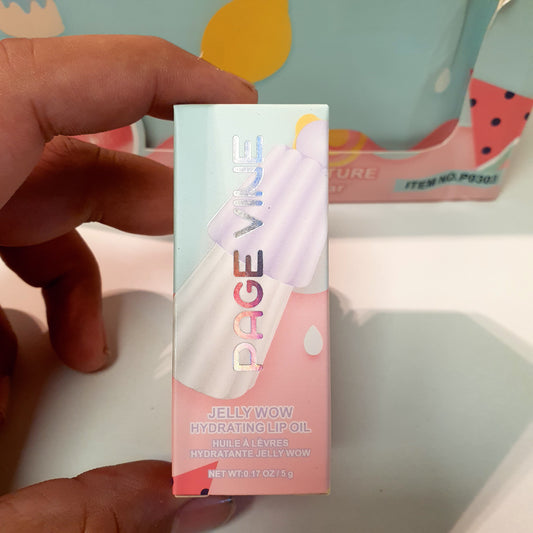 PAGE VINE
JELLY WOW
HYDRATING LIP OIL
HUILE À LÈVRES
HYDRATANTE JELLY WOW
NET WT:0.17 OZ / 5 g
TURE
ITEM NO. P0303